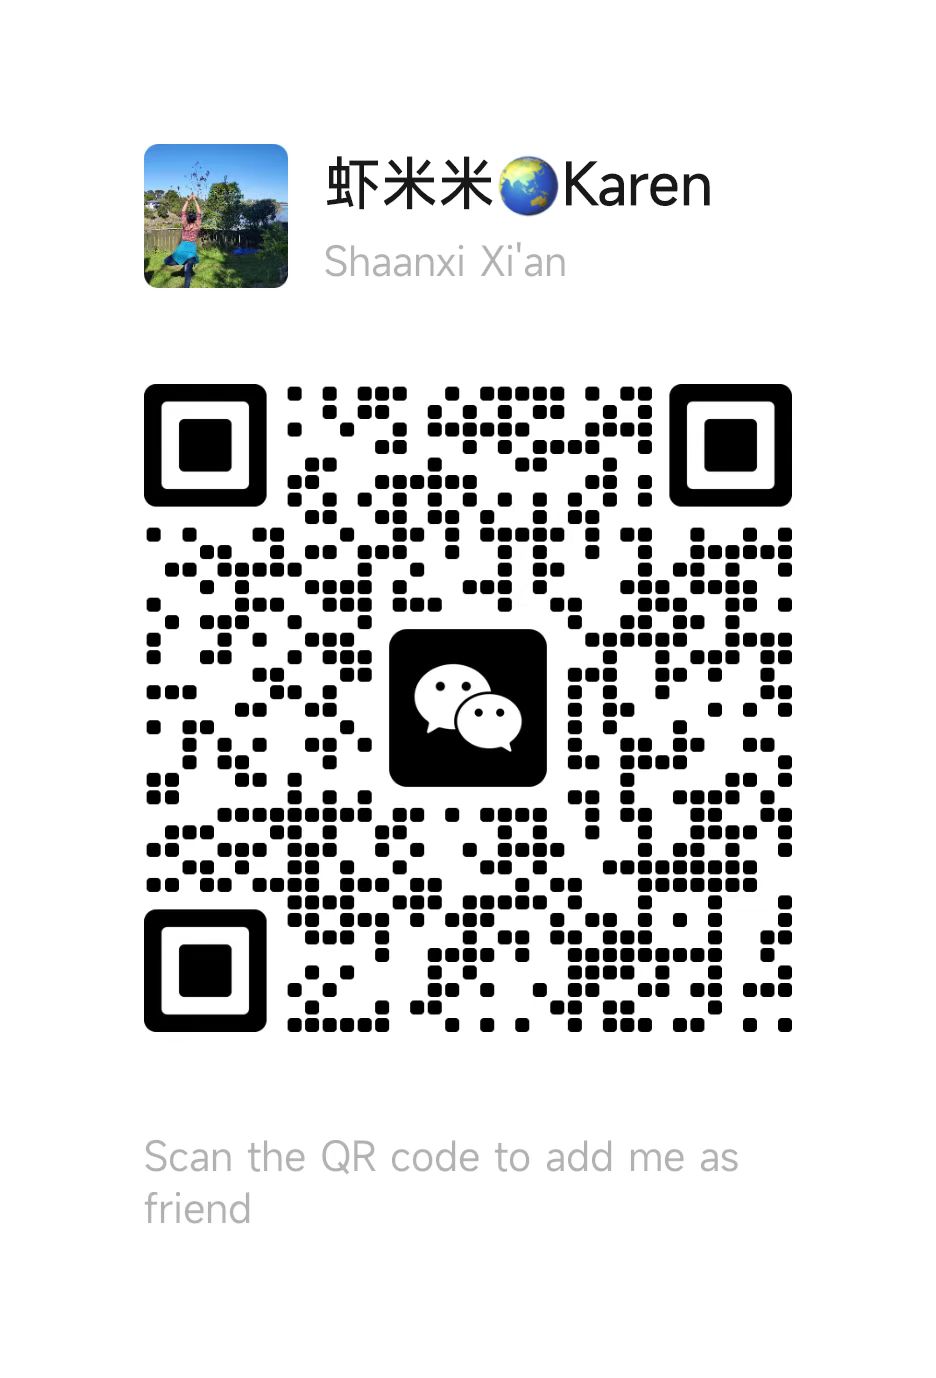 虾米米🌏Karen
Shaanxi Xi'an
Scan the QR code to add me as
friend